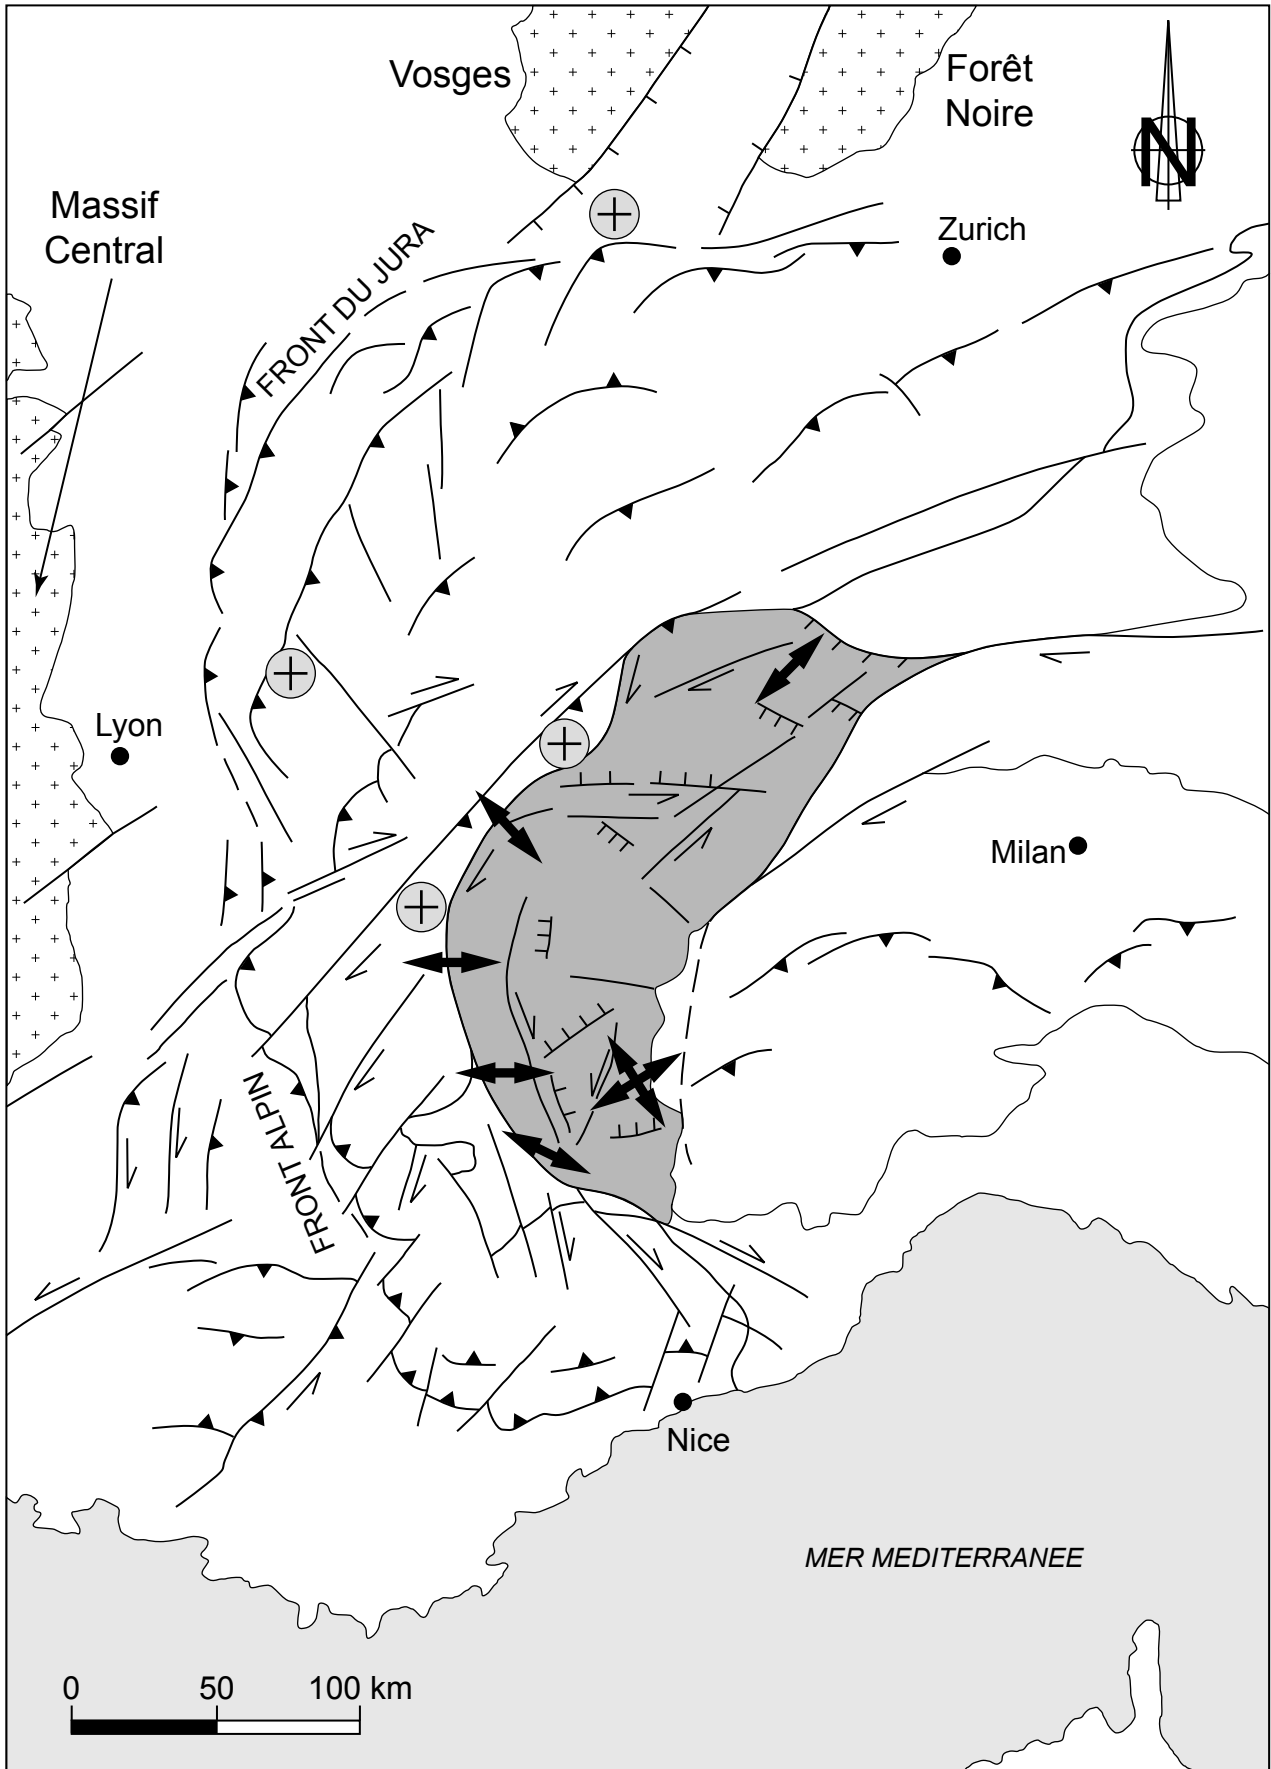 Vosges
Forêt
Noire
N
Massif
Central
Zurich
FRONT DU JURA
Lyon
Milan
FRONT ALPIN
Nice
MER MEDITERRANEE
0 50 100 km